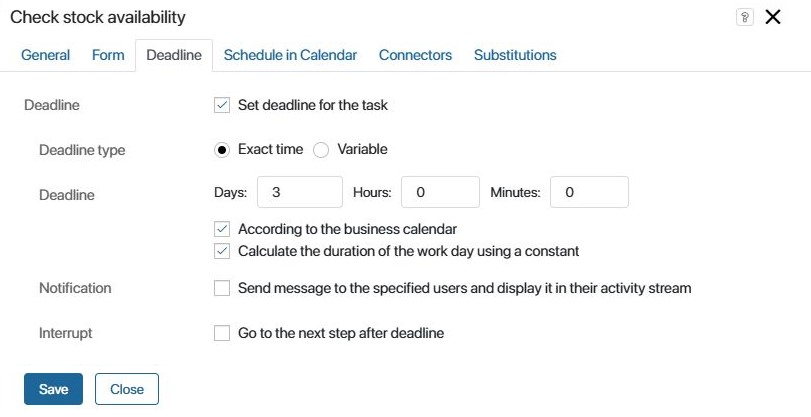 Check stock availability ?
General Form Deadline Schedule in Calendar Connectors Substitutions
Deadline Set deadline for the task
Deadline type Exact time Variable
Deadline Days: 3 Hours: 0 Minutes: 0
According to the business calendar
Calculate the duration of the work day using a constant
Notification Send message to the specified users and display it in their activity stream
Interrupt Go to the next step after deadline
Save Close